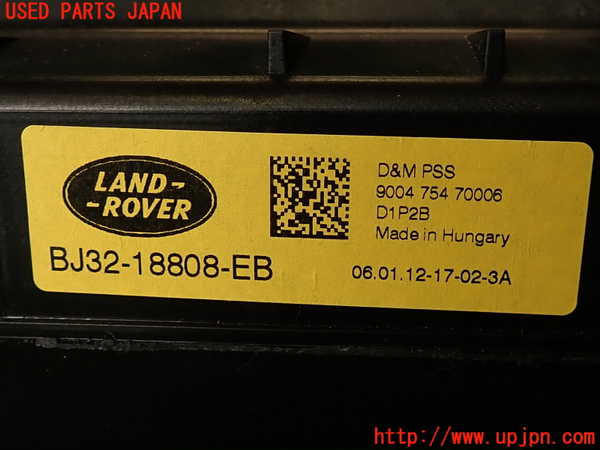 USED PARTS JAPAN
LAND-
-ROVER
D&M PSS
9004 754 70006
D1P2B
Made in Hungary
BJ32-18808-EB
06.01.12-17-02-3A
http://www.upjpn.com/